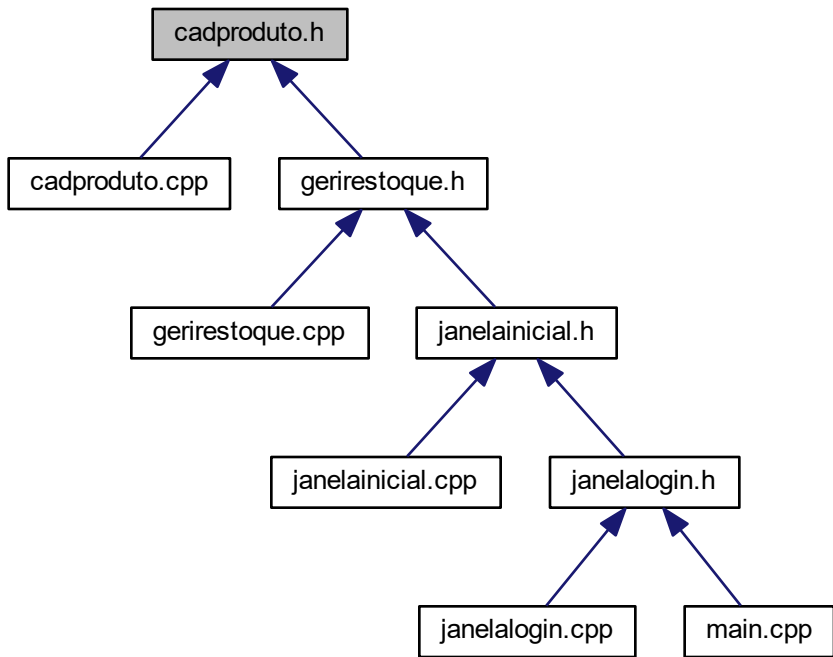 cadproduto.h
cadproduto.cpp
gerirestoque.h
gerirestoque.cpp
janelainicial.h
janelainicial.cpp
janelalogin.h
janelalogin.cpp
main.cpp